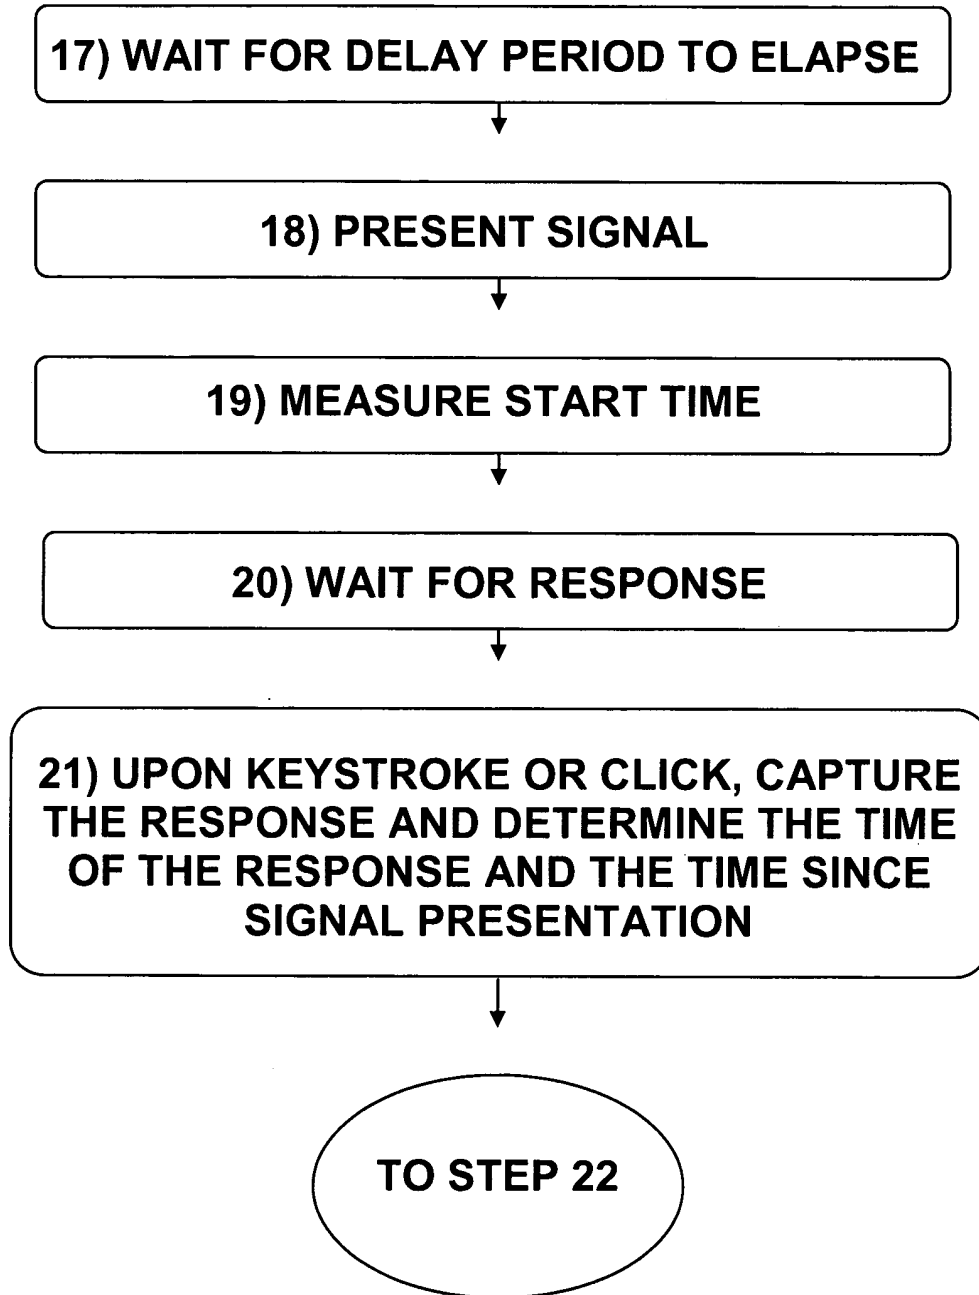 17) WAIT FOR DELAY PERIOD TO ELAPSE
18) PRESENT SIGNAL
19) MEASURE START TIME
20) WAIT FOR RESPONSE
21) UPON KEYSTROKE OR CLICK, CAPTURE
THE RESPONSE AND DETERMINE THE TIME
OF THE RESPONSE AND THE TIME SINCE
SIGNAL PRESENTATION
TO STEP 22